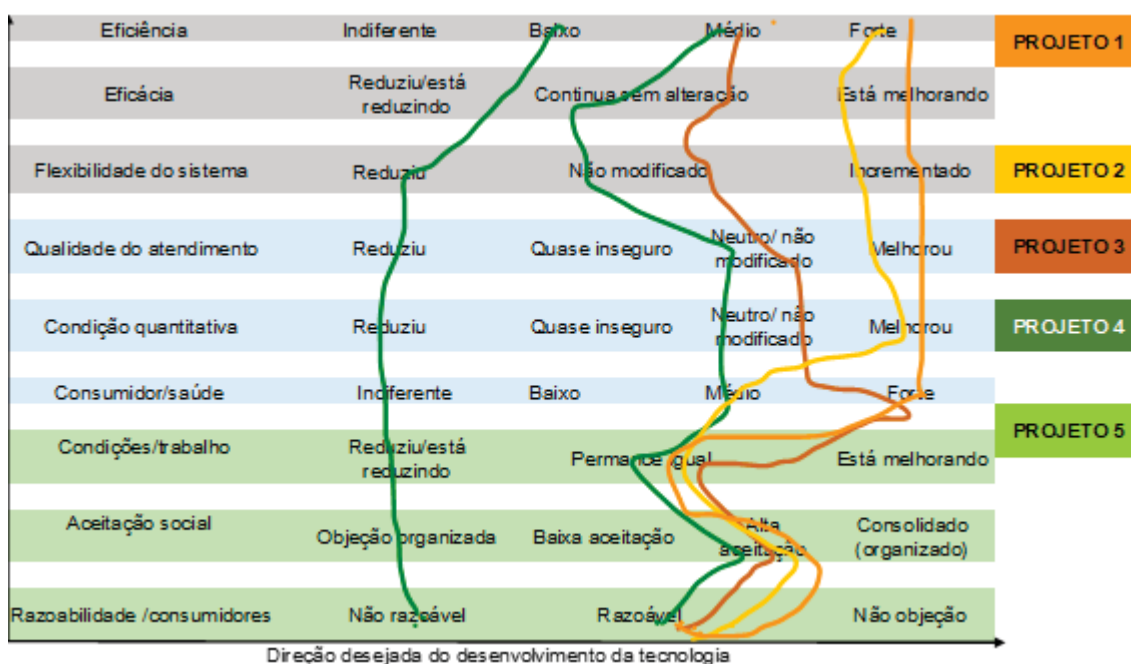 Eficiência Indiferente Baixo Médio Forte
PROJETO 1
Eficácia Reduziu/está reduzindo Continua sem alteração Está melhorando
Flexibilidade do sistema Reduziu Não modificado Incrementado
PROJETO 2
Qualidade do atendimento Reduziu Quase inseguro Neutro/ não modificado Melhorou
PROJETO 3
Condição quantitativa Reduziu Quase inseguro Neutro/ não modificado Melhorou
PROJETO 4
Consumidor/saúde Indiferente Baixo Médio Forte
PROJETO 5
Condições/trabalho Reduziu/está reduzindo Permance igual Está melhorando
Aceitação social Objeção organizada Baixa aceitação Alta aceitação Consolidado (organizado)
Razoabilidade /consumidores Não razoável Razoável Não objeção
Direção desejada do desenvolvimento da tecnologia